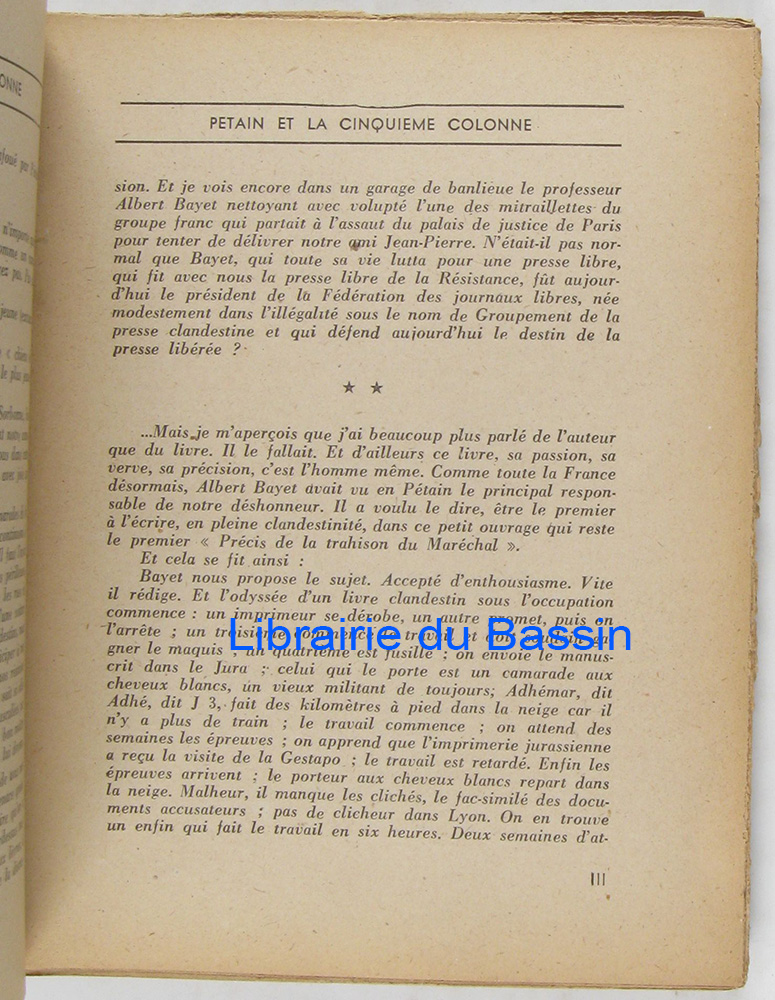 ONNE
PETAIN ET LA CINQUIEME COLONNE
sion. Et je vois encore dans un garage de banlieue le professeur
Albert Bayet nettoyant avec volupté l'une des mitraillettes du
groupe franc qui partait à l'assaut du palais de justice de Paris
pour tenter de délivrer notre ami Jean-Pierre. N'était-il pas nor-
mal que Bayet, qui toute sa vie lutta pour une presse libre,
qui fit avec nous la presse libre de la Résistance, fût aujour-
d'hui le président de la Fédération des journaux libres, née
modestement dans l'illégalité sous le nom de Groupement de la
presse clandestine et qui défend aujourd'hui le destin de la
presse libérée ?
★ ★
...Mais je m'aperçois que j'ai beaucoup plus parlé de l'auteur
que du livre. Il le fallait. Et d'ailleurs ce livre, sa passion, sa
verve, sa précision, c'est l'homme même. Comme toute la France
désormais, Albert Bayet avait vu en Pétain le principal respon-
sable de notre déshonneur. Il a voulu le dire, être le premier
à l'écrire, en pleine clandestinité, dans ce petit ouvrage qui reste
le premier « Précis de la trahison du Maréchal ».
Et cela se fit ainsi :
Bayet nous propose le sujet. Accepté d'enthousiasme. Vite
il rédige. Et l'odyssée d'un livre clandestin sous l'occupation
commence : un imprimeur se dérobe, un autre promet, puis on
l'arrête ; un troisième commence le travail et doit
Librairie du Bassin
gner le maquis ; un quatrième est fusillé ; on envoie le manus-
crit dans le Jura ; celui qui le porte est un camarade aux
cheveux blancs, un vieux militant de toujours; Adhémar, dit
Adhé, dit J 3, fait des kilomètres à pied dans la neige car il
n'y a plus de train ; le travail commence ; on attend des
semaines les épreuves ; on apprend que l'imprimerie jurassienne
a reçu la visite de la Gestapo ; le travail est retardé. Enfin les
épreuves arrivent ; le porteur aux cheveux blancs repart dans
la neige. Malheur, il manque les clichés, le fac-similé des docu-
ments accusateurs ; pas de clicheur dans Lyon. On en trouve
un enfin qui fait le travail en six heures. Deux semaines d'at-
III